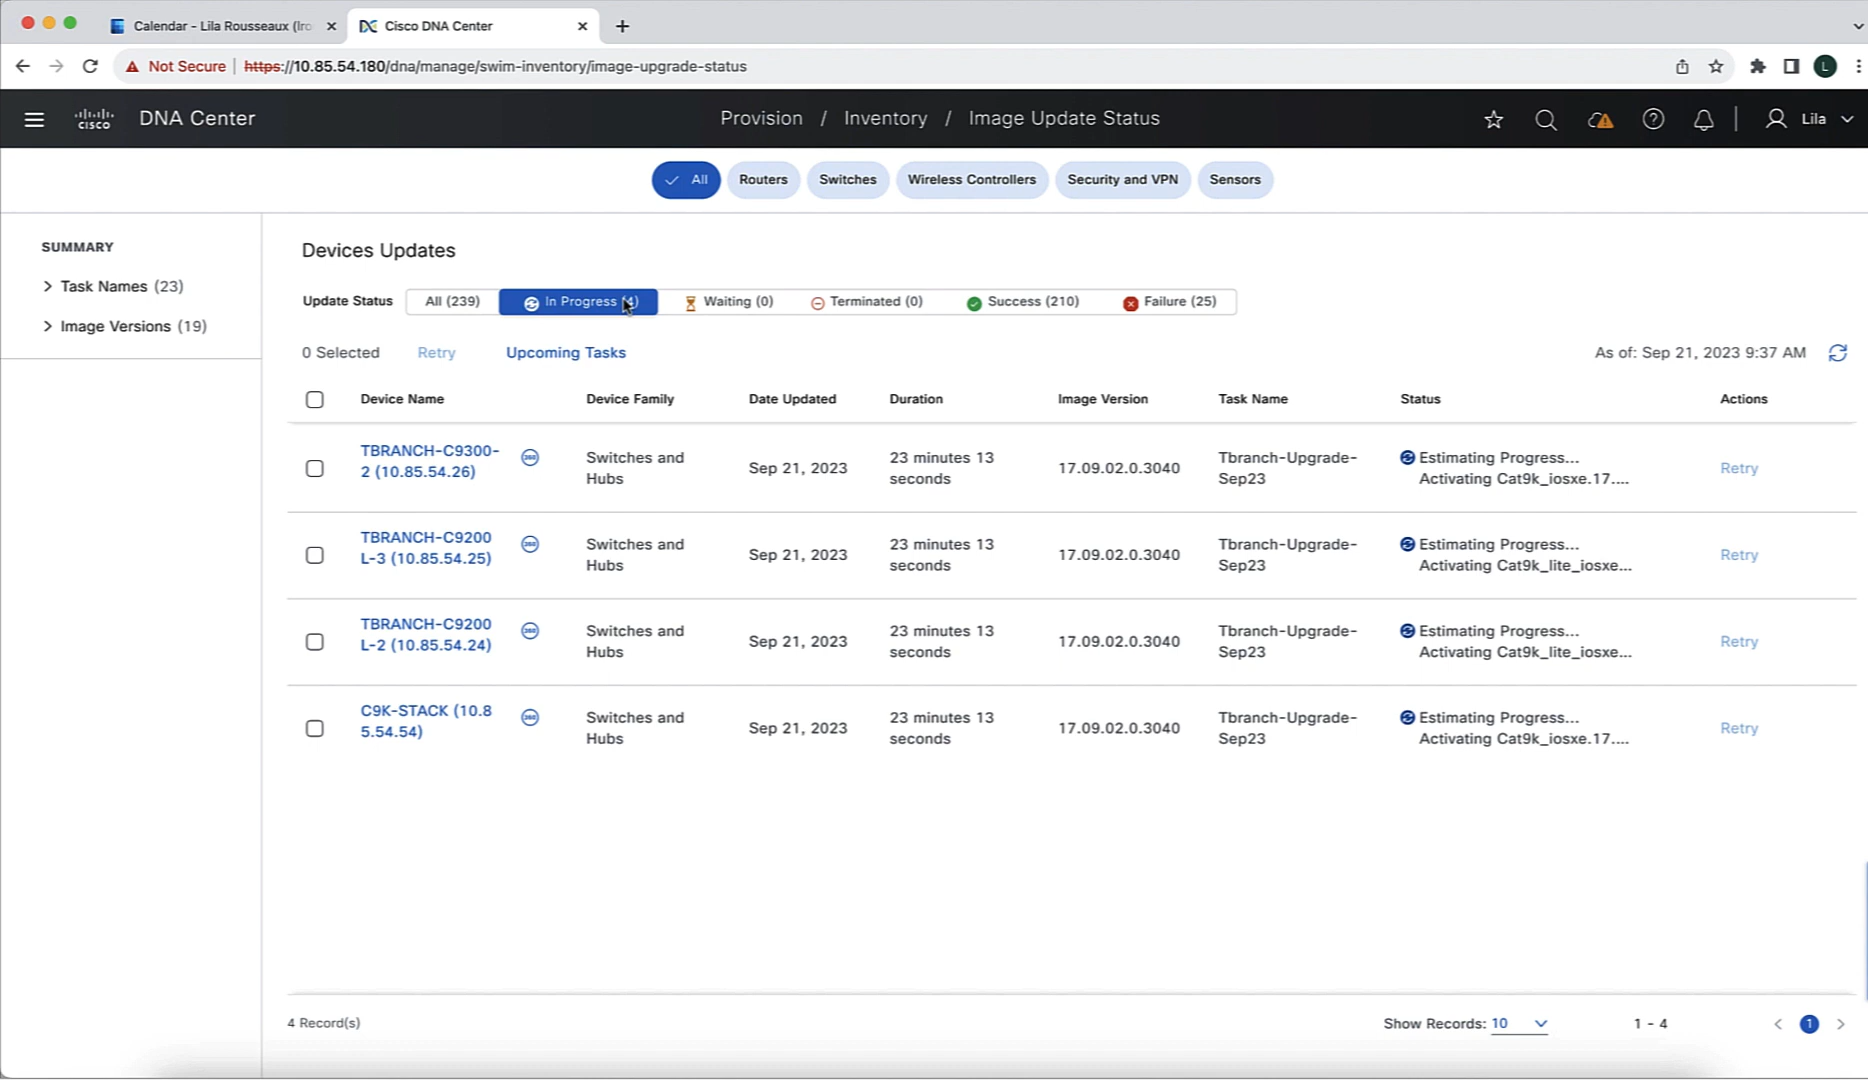 Calendar - Lila Rousseaux (Iro
Cisco DNA Center
Not Secure | https://10.85.54.180/dna/manage/swim-inventory/image-upgrade-status
L
cisco DNA Center
Provision / Inventory / Image Update Status
Lila
All Routers Switches Wireless Controllers Security and VPN Sensors
SUMMARY
Task Names (23)
Image Versions (19)
Devices Updates
Update Status All (239) In Progress (4) Waiting (0) Terminated (0) Success (210) Failure (25)
0 Selected Retry Upcoming Tasks As of: Sep 21, 2023 9:37 AM
Device Name Device Family Date Updated Duration Image Version Task Name Status Actions
TBRANCH-C9300-
2 (10.85.54.26)
360
Switches and
Hubs
Sep 21, 2023
23 minutes 13
seconds
17.09.02.0.3040
Tbranch-Upgrade-
Sep23
Estimating Progress...
Activating Cat9k_iosxe.17....
Retry
TBRANCH-C9200
L-3 (10.85.54.25)
360
Switches and
Hubs
Sep 21, 2023
23 minutes 13
seconds
17.09.02.0.3040
Tbranch-Upgrade-
Sep23
Estimating Progress...
Activating Cat9k_lite_iosxe...
Retry
TBRANCH-C9200
L-2 (10.85.54.24)
360
Switches and
Hubs
Sep 21, 2023
23 minutes 13
seconds
17.09.02.0.3040
Tbranch-Upgrade-
Sep23
Estimating Progress...
Activating Cat9k_lite_iosxe...
Retry
C9K-STACK (10.8
5.54.54)
360
Switches and
Hubs
Sep 21, 2023
23 minutes 13
seconds
17.09.02.0.3040
Tbranch-Upgrade-
Sep23
Estimating Progress...
Activating Cat9k_iosxe.17....
Retry
4 Record(s)
Show Records: 10
1 - 4
1